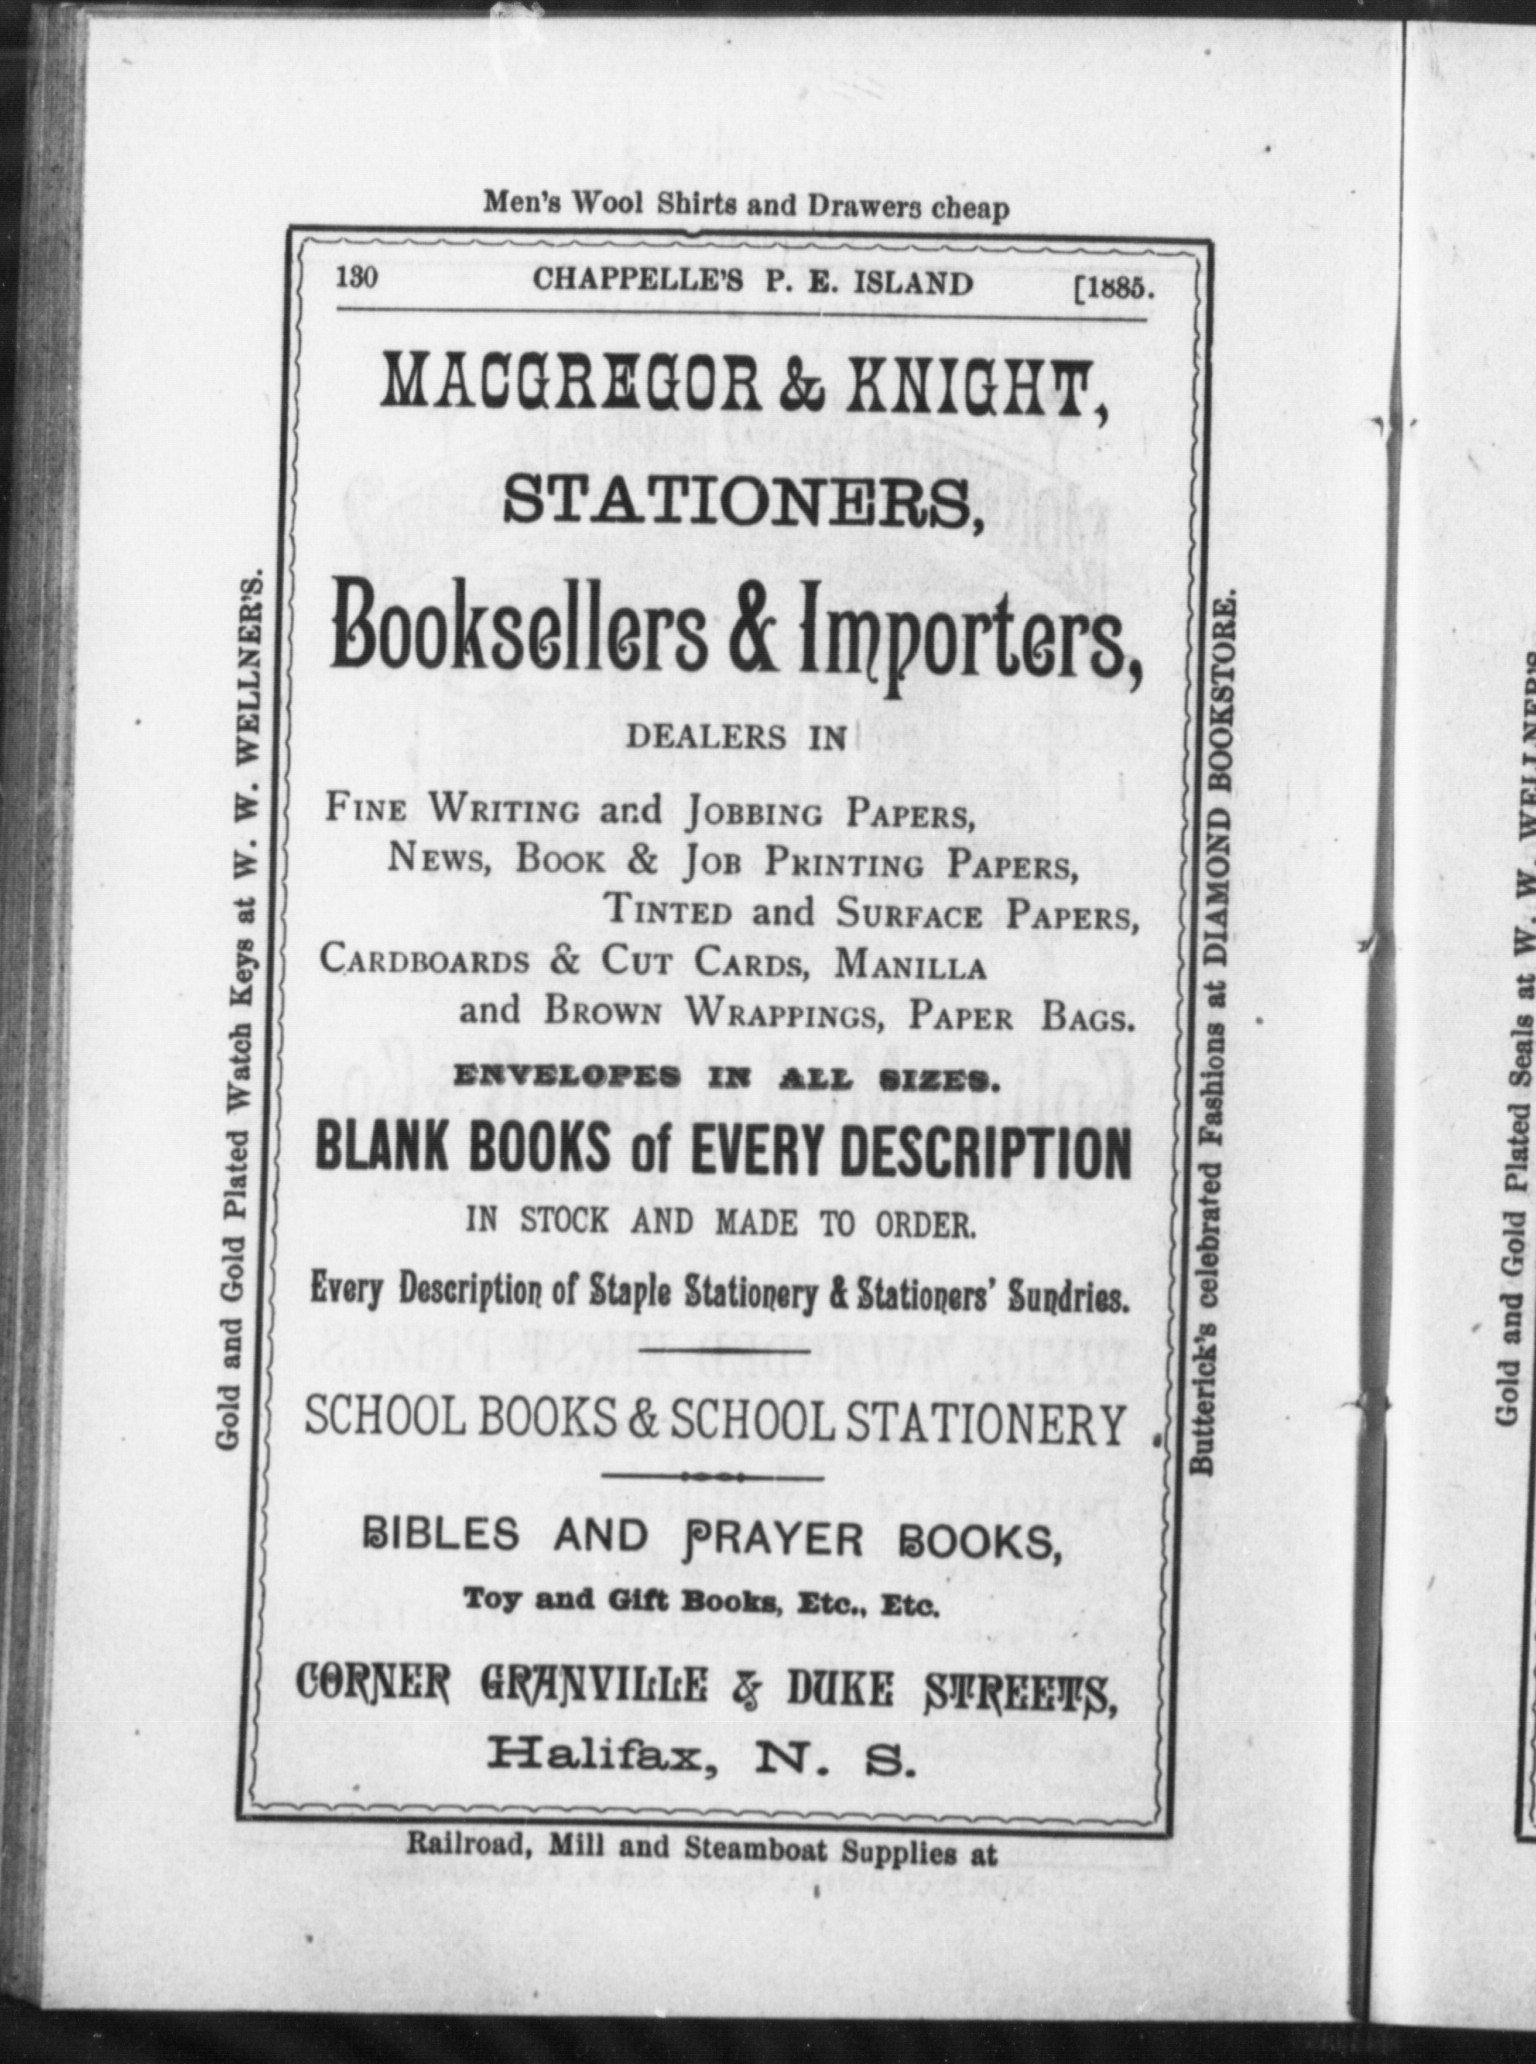 Men's Wool Shirts and Drawers cheap
130 CHAPPELLE'S P. E. ISLAND [1885.
MACGREGOR & KNIGHT,
STATIONERS,
Booksellers & Importers,
DEALERS IN
FINE WRITING and JOBBING PAPERS,
NEWS, BOOK & JOB PRINTING PAPERS,
TINTED and SURFACE PAPERS,
CARDBOARDS & CUT CARDS, MANILLA
and BROWN WRAPPINGS, PAPER BAGS.
ENVELOPES IN ALL SIZES.
BLANK BOOKS of EVERY DESCRIPTION
IN STOCK AND MADE TO ORDER.
Every Description of Staple Stationery & Stationers' Sundries.
SCHOOL BOOKS & SCHOOL STATIONERY.
BIBLES AND PRAYER BOOKS,
Toy and Gift Books, Etc., Etc.
CORNER GRANVILLE & DUKE STREETS,
Halifax, N. S.
Railroad, Mill and Steamboat Supplies at
Gold and Gold Plated Watch Keys at W. W. WELLNER'S.
Butterick's celebrated Fashions at DIAMOND BOOKSTORE.
Gold and Gold Plated Seals at W. W. WELLNER'S